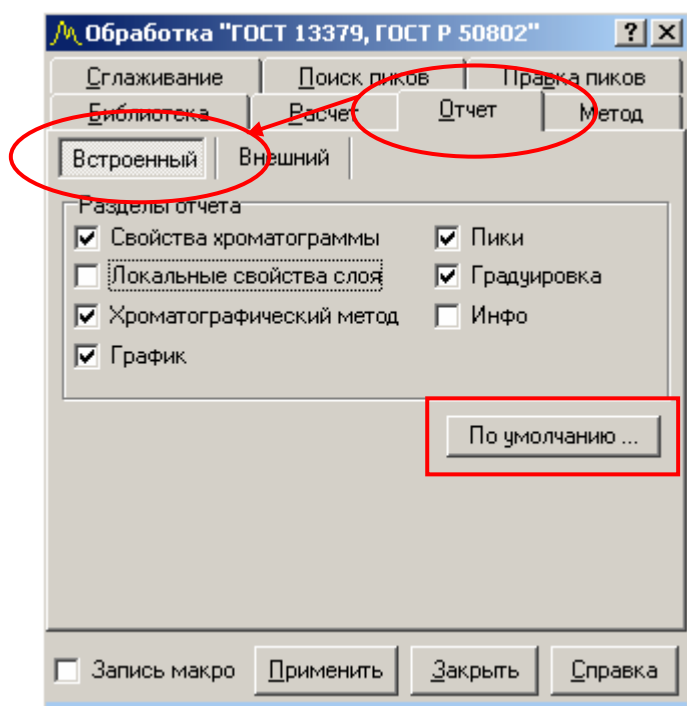 Обработка "ГОСТ 13379, ГОСТ Р 50802"
Сглаживание Поиск пиков Правка пиков
Библиотека Расчет Отчет Метод
Встроенный Внешний
Разделы отчета
Свойства хроматограммы Пики
Локальные свойства слоя Градуировка
Хроматографический метод Инфо
График
По умолчанию ...
Запись макро Применить Закрыть Справка